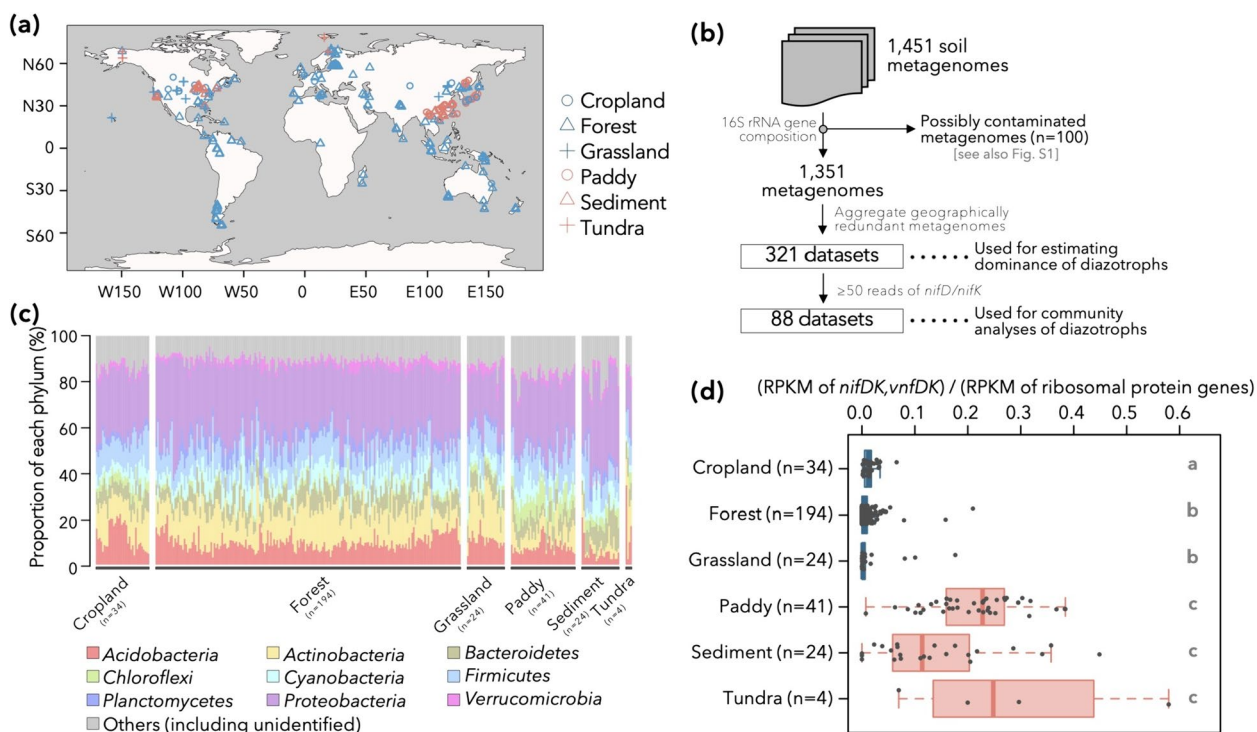 (a)
N60
N30
0
S30
S60
W150
W100
W50
0
E50
E100
E150
Cropland
Forest
Grassland
Paddy
Sediment
Tundra
(b)
1,451 soil
metagenomes
16S rRNA gene
composition
Possibly contaminated
metagenomes (n=100)
[see also Fig. S1]
1,351
metagenomes
Aggregate geographically
redundant metagenomes
321 datasets
Used for estimating
dominance of diazotrophs
≥50 reads of nifD/nifK
88 datasets
Used for community
analyses of diazotrophs
(c)
Proportion of each phylum (%)
100
80
60
40
20
0
Cropland
(n=34)
Forest
(n=194)
Grassland
(n=24)
Paddy
(n=41)
Sediment
(n=24)
Tundra
(n=4)
Acidobacteria
Actinobacteria
Bacteroidetes
Chloroflexi
Cyanobacteria
Firmicutes
Planctomycetes
Proteobacteria
Verrucomicrobia
Others (including unidentified)
(d)
(RPKM of nifDK,vnfDK) / (RPKM of ribosomal protein genes)
0.0 0.1 0.2 0.3 0.4 0.5 0.6
Cropland (n=34) a
Forest (n=194) b
Grassland (n=24) b
Paddy (n=41) c
Sediment (n=24) c
Tundra (n=4) c